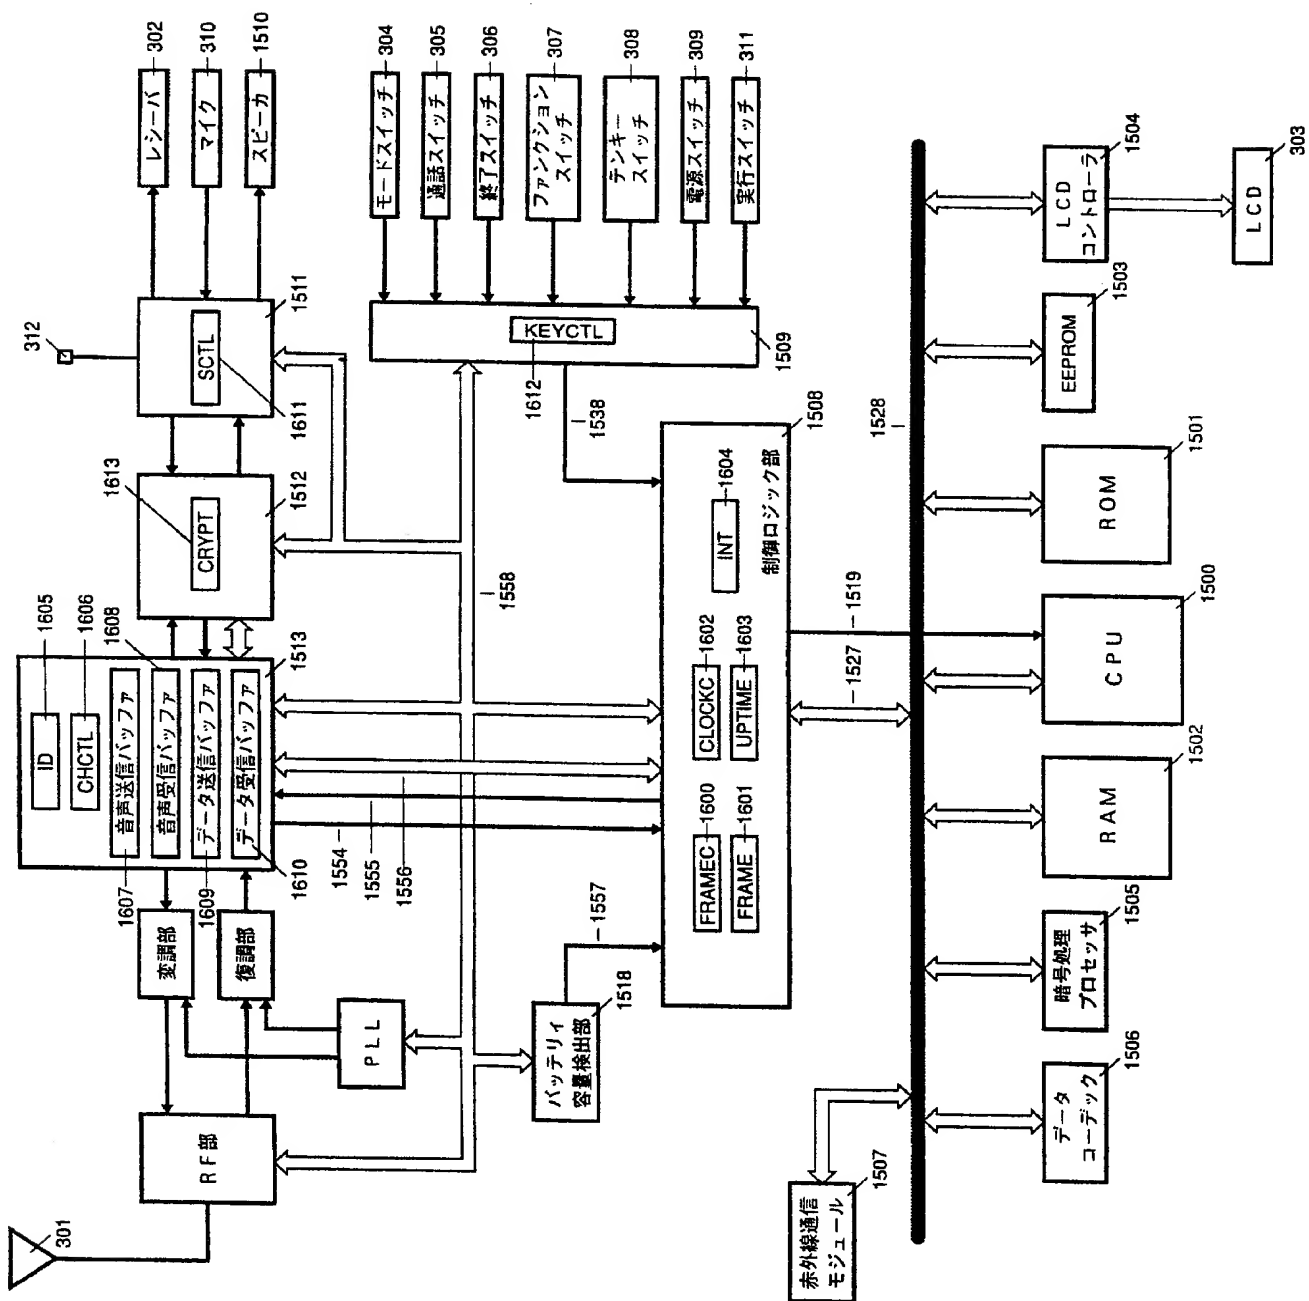 301
RF部
変調部
復調部
PLL
ID
1605
CHCTL
1606
音声送信バッファ
1607
音声受信バッファ
1608
データ送信バッファ
1609
データ受信バッファ
1610
1513
CRYPT
1613
1512
SCTL
1611
1511
312
レシーバ
302
マイク
310
スピーカ
1510
モードスイッチ
304
通話スイッチ
305
終了スイッチ
306
ファンクション
スイッチ
307
テンキー
スイッチ
308
電源スイッチ
309
実行スイッチ
311
KEYCTL
1612
1509
1538
1558
1554
1555
1556
1557
バッテリィ
容量検出部
1518
FRAMEC
1600
FRAME
1601
CLOCKC
1602
UPTIME
1603
INT
1604
制御ロジック部
1508
1527
1519
1528
赤外線通信
モジュール
1507
データ
コーデック
1506
暗号処理
プロセッサ
1505
RAM
1502
CPU
1500
ROM
1501
EEPROM
1503
LCD
コントローラ
1504
LCD
303